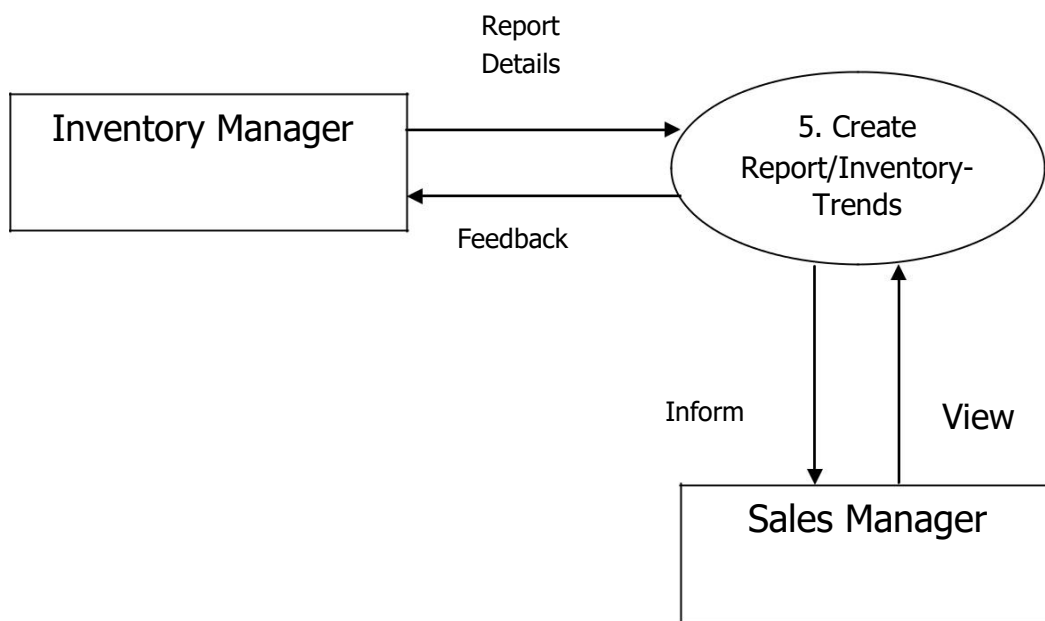 Report
Details
Inventory Manager
5. Create
Report/Inventory-
Trends
Feedback
Inform
View
Sales Manager